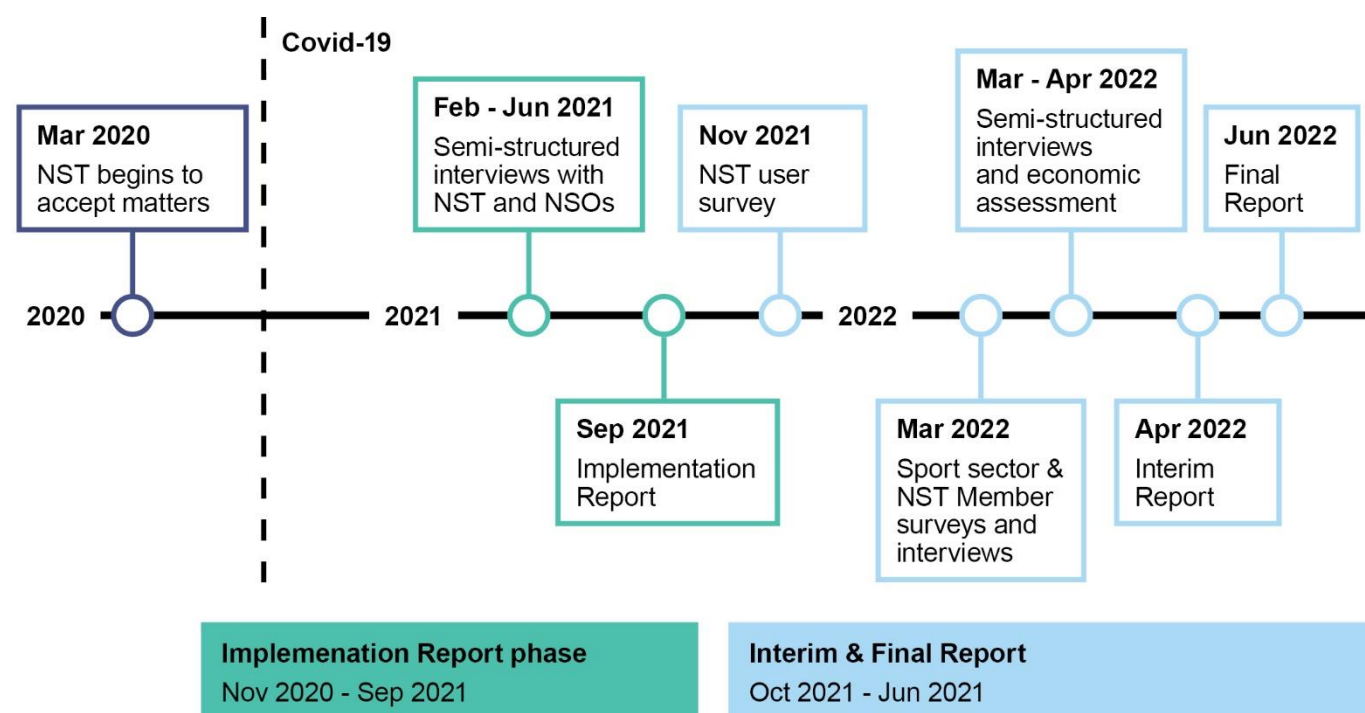 Covid-19
Mar 2020
NST begins to
accept matters
Feb - Jun 2021
Semi-structured
interviews with
NST and NSOs
Nov 2021
NST user
survey
Mar - Apr 2022
Semi-structured
interviews
and economic
assessment
Jun 2022
Final
Report
2020
2021
2022
Sep 2021
Implementation
Report
Mar 2022
Sport sector &
NST Member
surveys and
interviews
Apr 2022
Interim
Report
Implemenation Report phase
Nov 2020 - Sep 2021
Interim & Final Report
Oct 2021 - Jun 2021